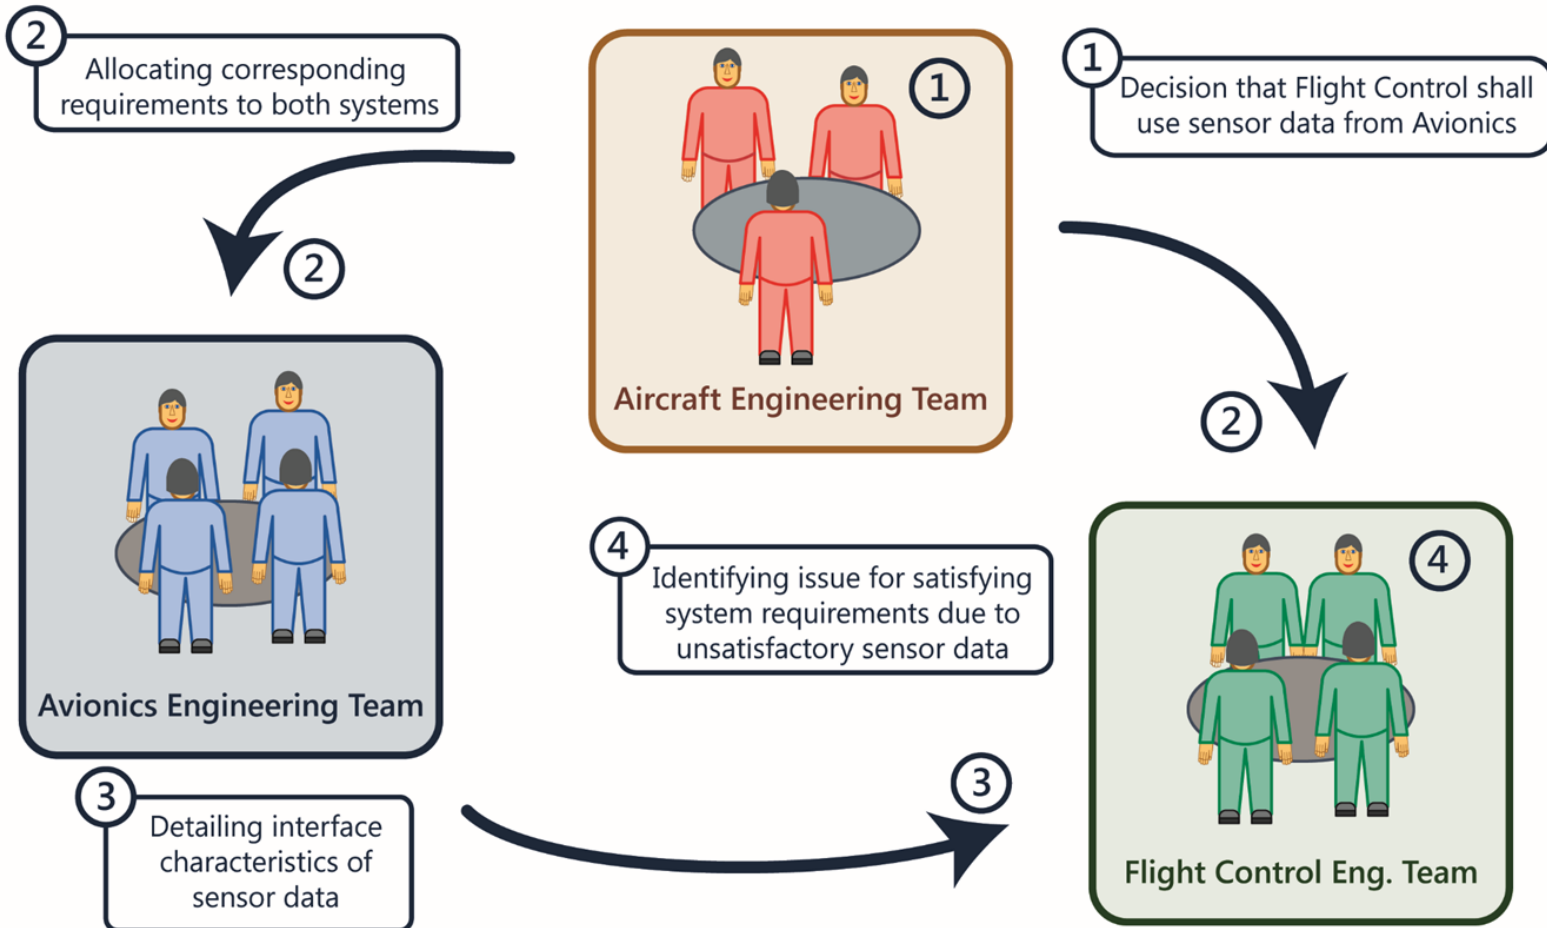 2
Allocating corresponding
requirements to both systems
1
1
Decision that Flight Control shall
use sensor data from Avionics
2
Aircraft Engineering Team
2
Avionics Engineering Team
4
Identifying issue for satisfying
system requirements due to
unsatisfactory sensor data
4
Flight Control Eng. Team
3
Detailing interface
characteristics of
sensor data
3